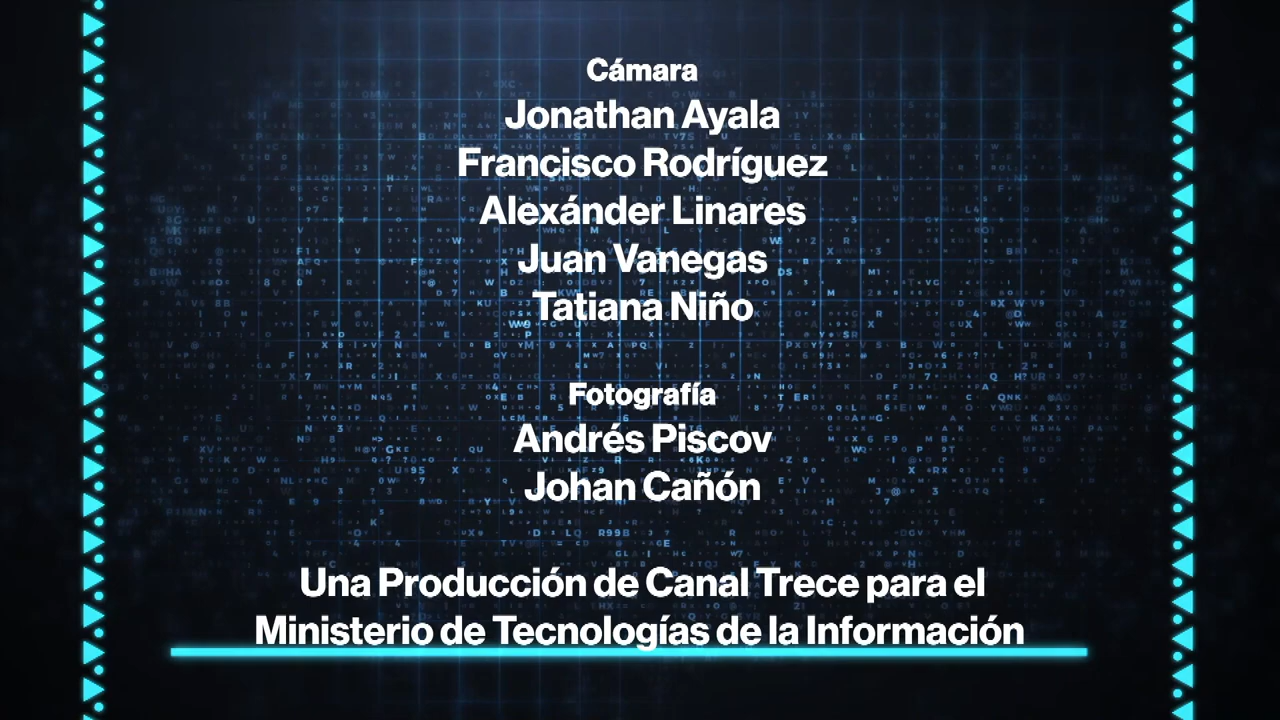 Cámara
Jonathan Ayala
Francisco Rodríguez
Alexánder Linares
Juan Vanegas
Tatiana Niño
Fotografía
Andrés Piscov
Johan Cañón
Una Producción de Canal Trece para el
Ministerio de Tecnologías de la Información